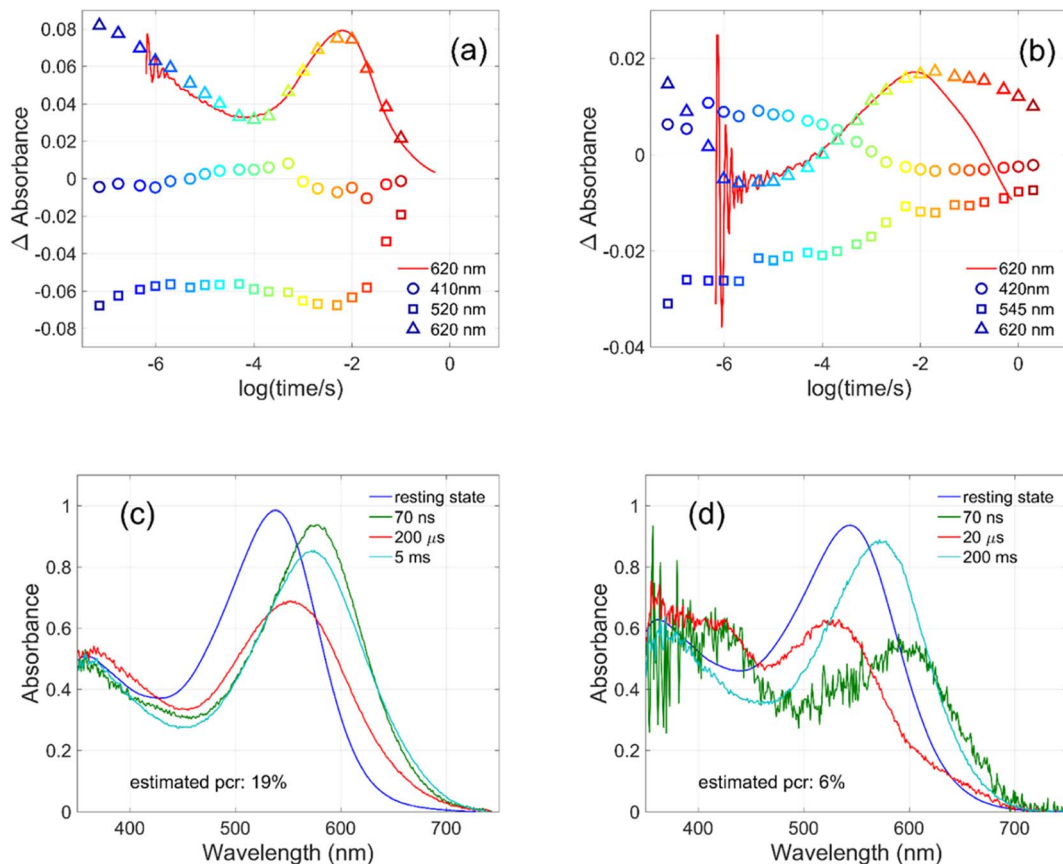 0.08
0.06
0.04
0.02
0
-0.02
-0.04
-0.06
-0.08
Δ Absorbance
(a)
620 nm
410nm
520 nm
620 nm
-6
-4
-2
0
log(time/s)
0.02
0
-0.02
-0.04
Δ Absorbance
(b)
620 nm
420nm
545 nm
620 nm
-6
-4
-2
0
log(time/s)
1
0.8
0.6
0.4
0.2
0
Absorbance
(c)
resting state
70 ns
200 μs
5 ms
estimated pcr: 19%
400
500
600
700
Wavelength (nm)
1
0.8
0.6
0.4
0.2
0
Absorbance
(d)
resting state
70 ns
20 μs
200 ms
estimated pcr: 6%
400
500
600
700
Wavelength (nm)